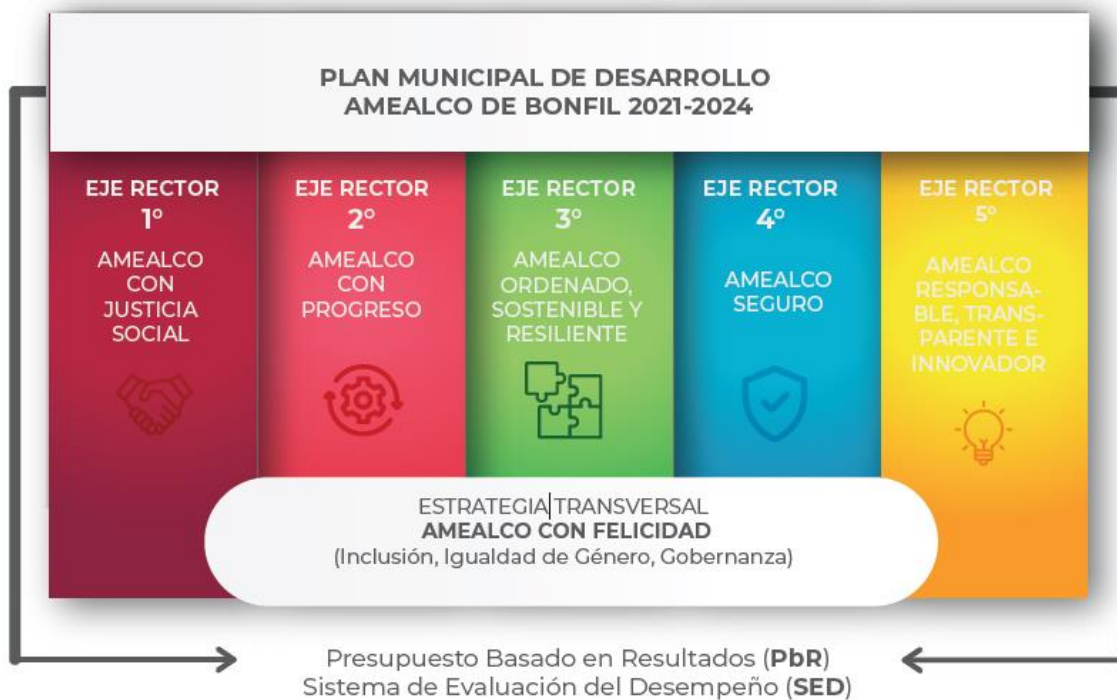 PLAN MUNICIPAL DE DESARROLLO
AMEALCO DE BONFIL 2021-2024
EJE RECTOR
1°
AMEALCO
CON
JUSTICIA
SOCIAL
EJE RECTOR
2°
AMEALCO
CON
PROGRESO
EJE RECTOR
3°
AMEALCO
ORDENADO,
SOSTENIBLE Y
RESILIENTE
EJE RECTOR
4°
AMEALCO
SEGURO
EJE RECTOR
5°
AMEALCO
RESPONSA-
BLE, TRANS-
PARENTE E
INNOVADOR
ESTRATEGIA TRANSVERSAL
AMEALCO CON FELICIDAD
(Inclusión, Igualdad de Género, Gobernanza)
Presupuesto Basado en Resultados (PbR)
Sistema de Evaluación del Desempeño (SED)